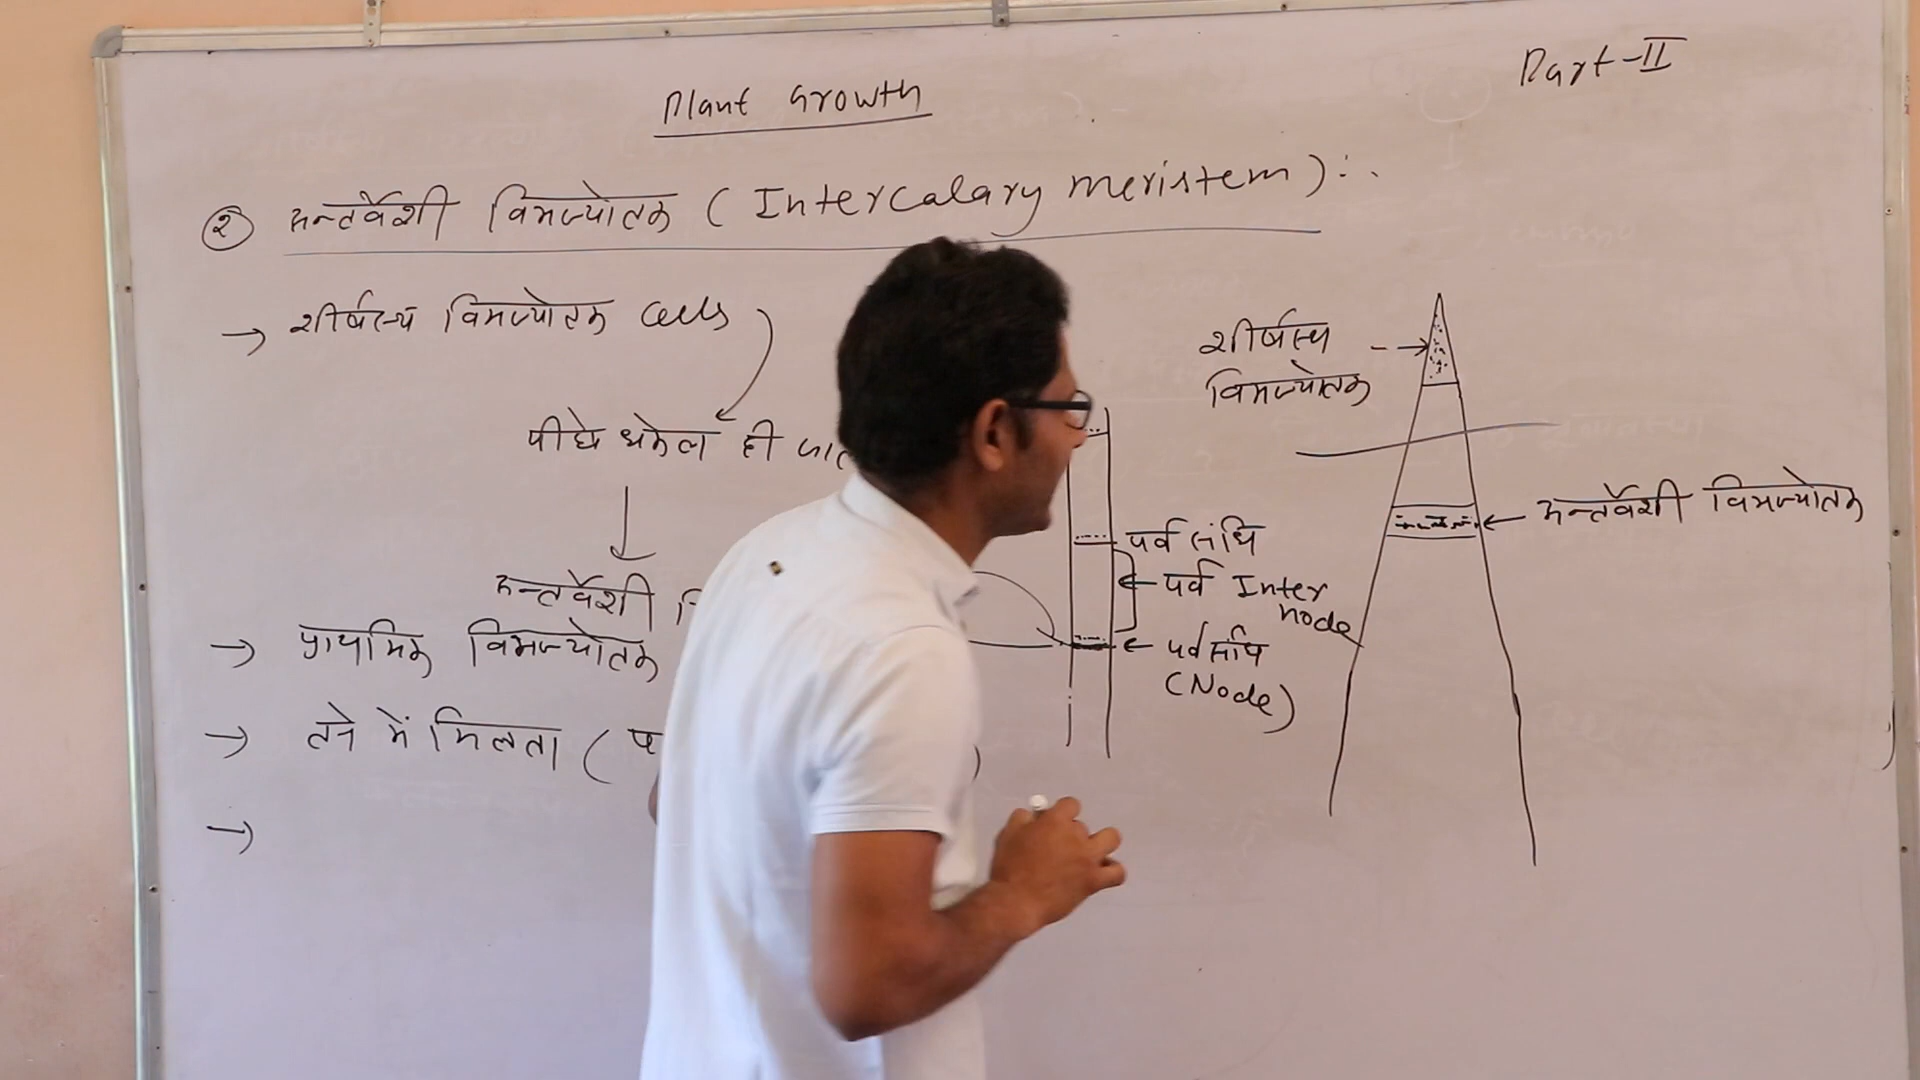 Part-II
Plant Growth
② अन्तर्वेशी विभज्योतक (Intercalary meristem) :.
→ शीर्षस्थ विभज्योतक cells
पीछे धकेल दी जा
अन्तर्वेशी वि
→ प्राथमिक विभज्योतक
→ तने में मिलता ( प
→
पर्व संधि
← पर्व Inter
node
← पर्व संधि
(Node)
शीर्षस्थ →
विभज्योतक
← अन्तर्वेशी विभज्योतक